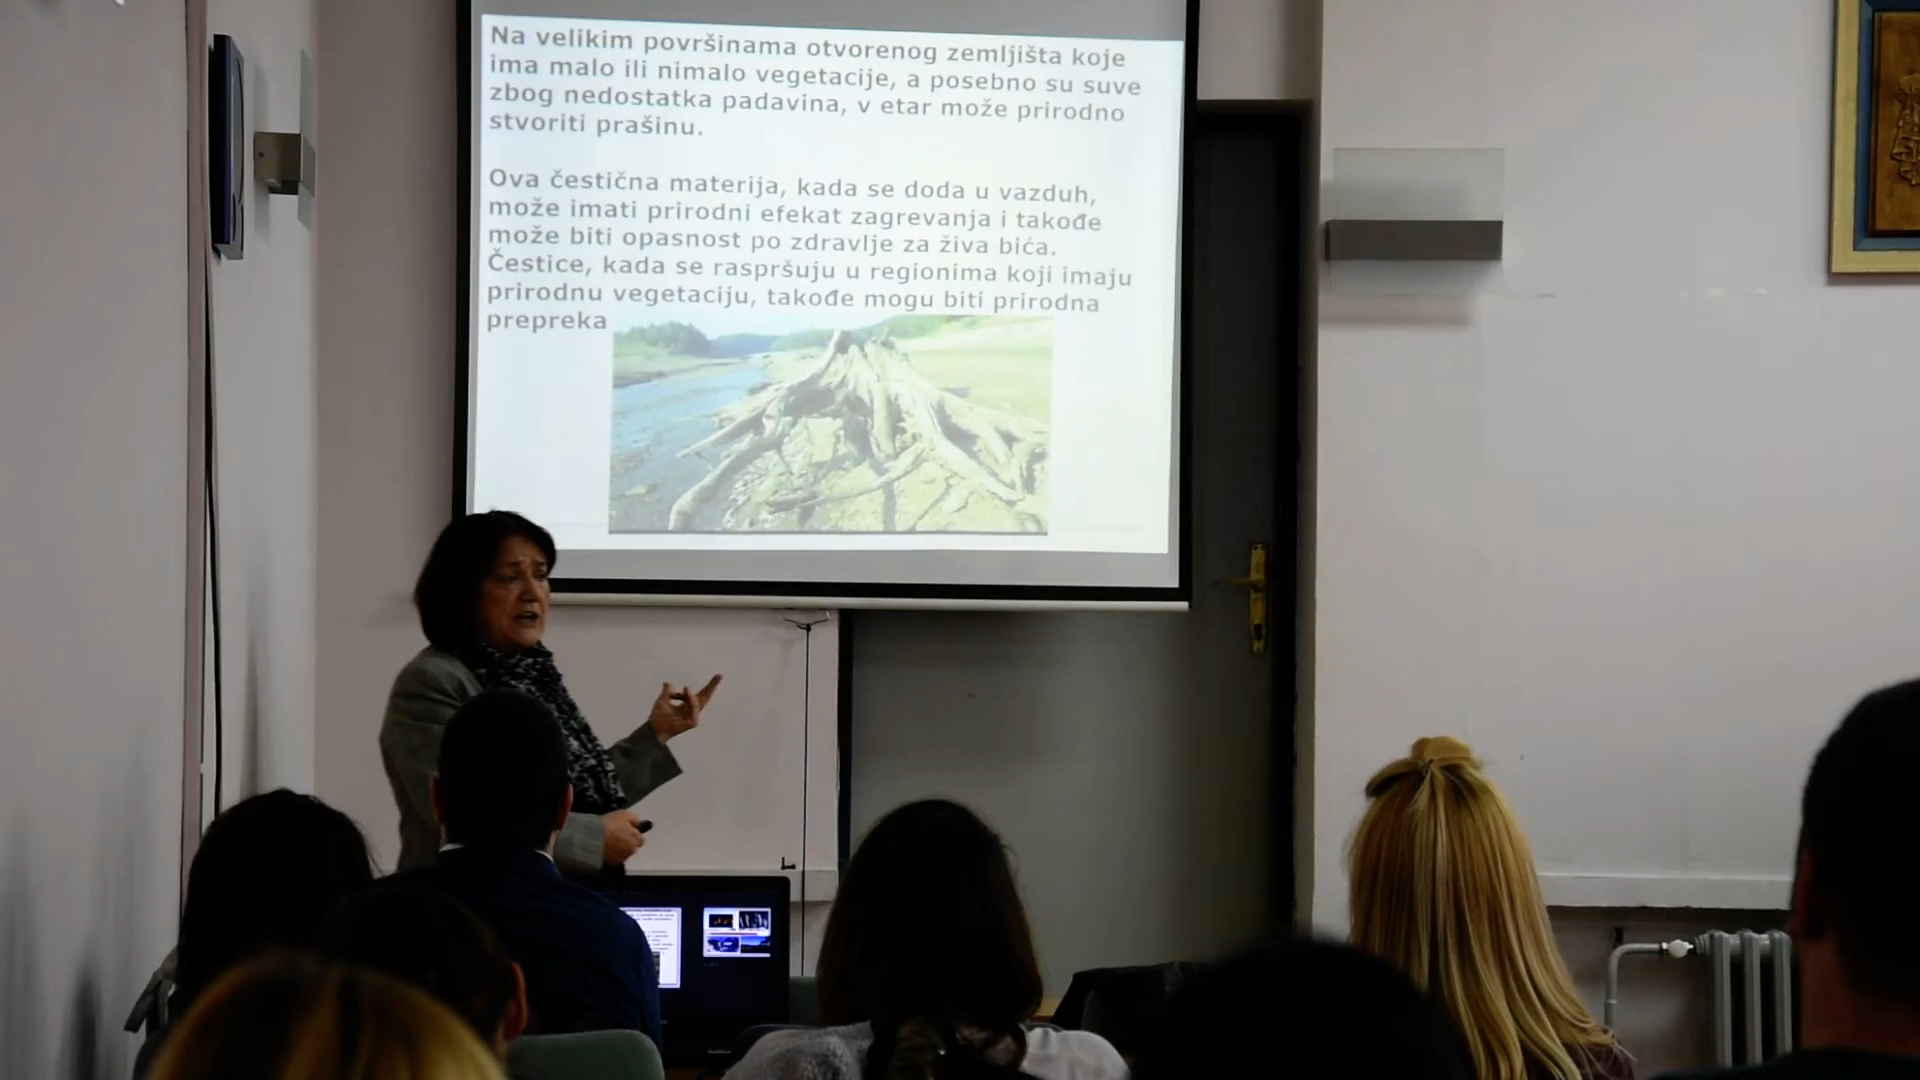 Na velikim površinama otvorenog zemljišta koje
ima malo ili nimalo vegetacije, a posebno su suve
zbog nedostatka padavina, v etar može prirodno
stvoriti prašinu.
Ova čestična materija, kada se doda u vazduh,
može imati prirodni efekat zagrevanja i takođe
može biti opasnost po zdravlje za živa bića.
Čestice, kada se raspršuju u regionima koji imaju
prirodnu vegetaciju, takođe mogu biti prirodna
prepreka